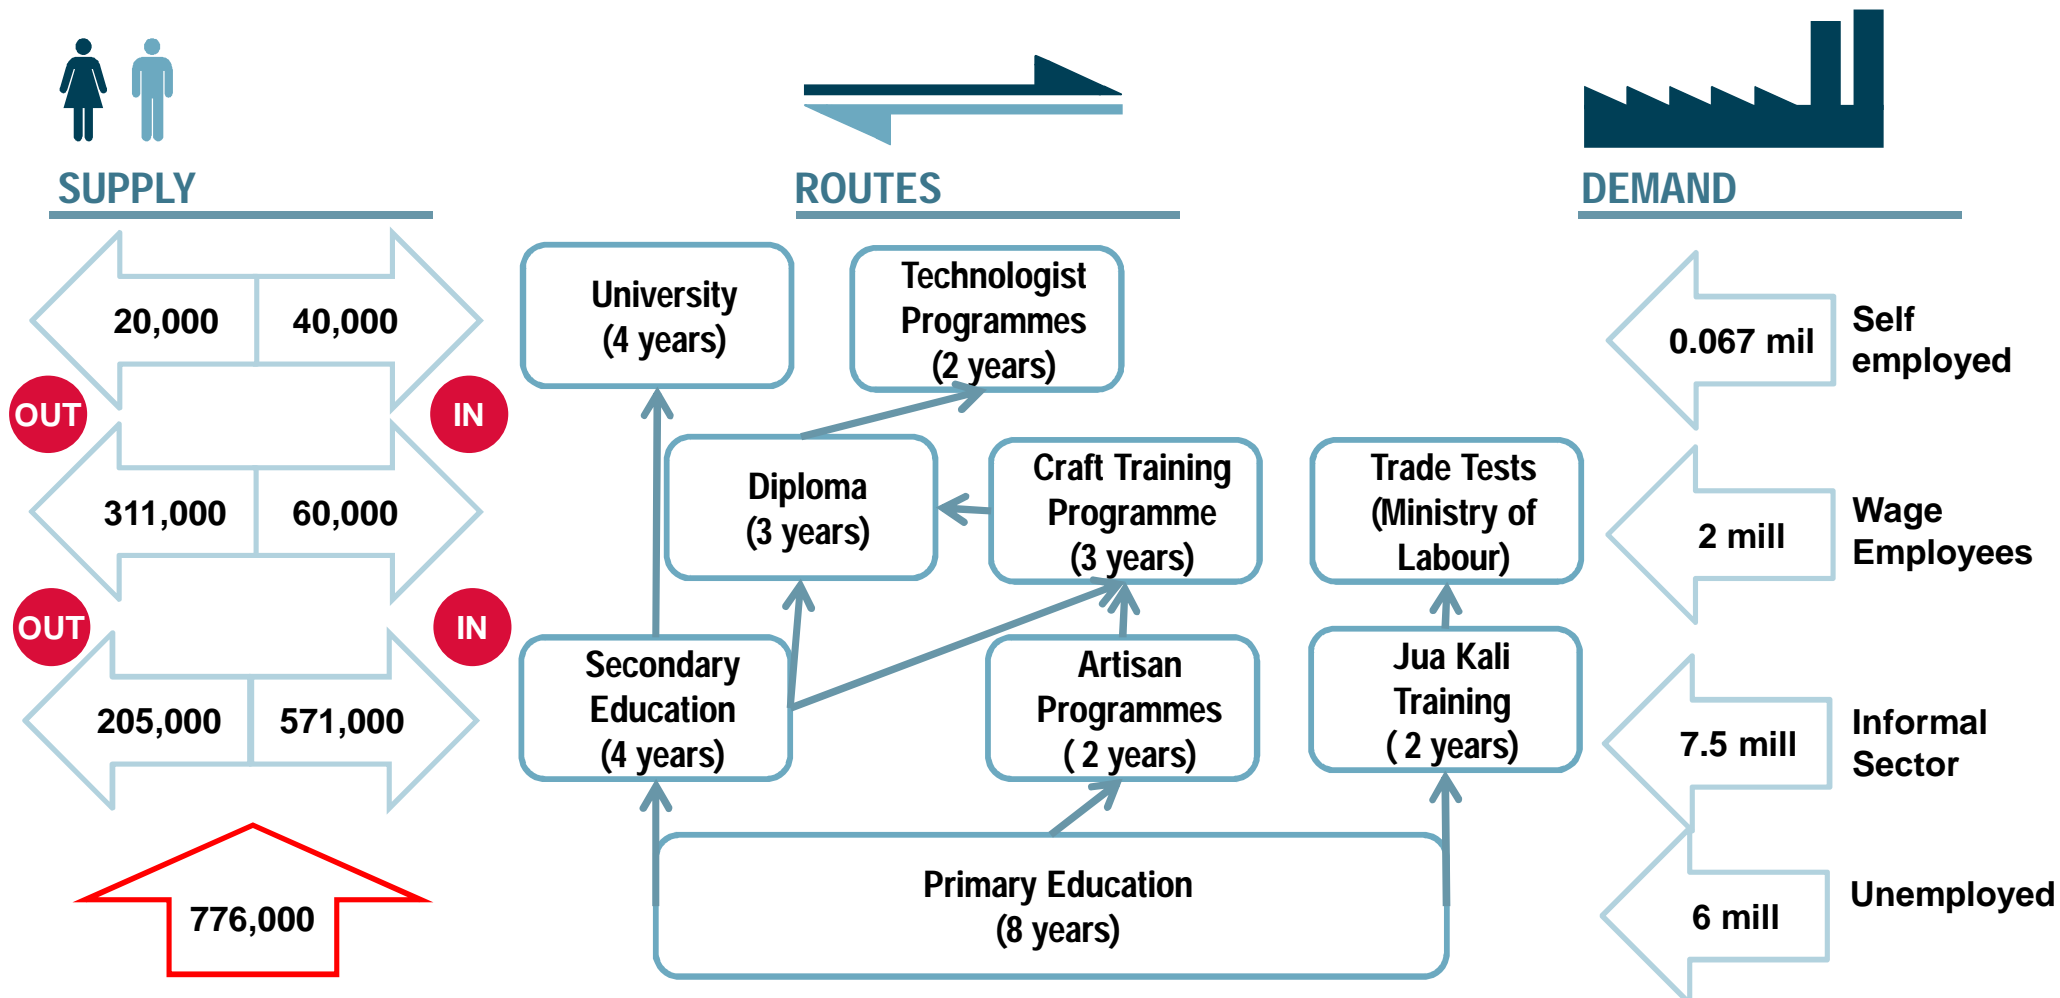 SUPPLY
ROUTES
DEMAND
20,000
40,000
OUT
IN
311,000
60,000
OUT
IN
205,000
571,000
776,000
University
(4 years)
Technologist
Programmes
(2 years)
Diploma
(3 years)
Craft Training
Programme
(3 years)
Trade Tests
(Ministry of
Labour)
Secondary
Education
(4 years)
Artisan
Programmes
( 2 years)
Jua Kali
Training
( 2 years)
Primary Education
(8 years)
0.067 mil
Self
employed
2 mill
Wage
Employees
7.5 mill
Informal
Sector
6 mill
Unemployed